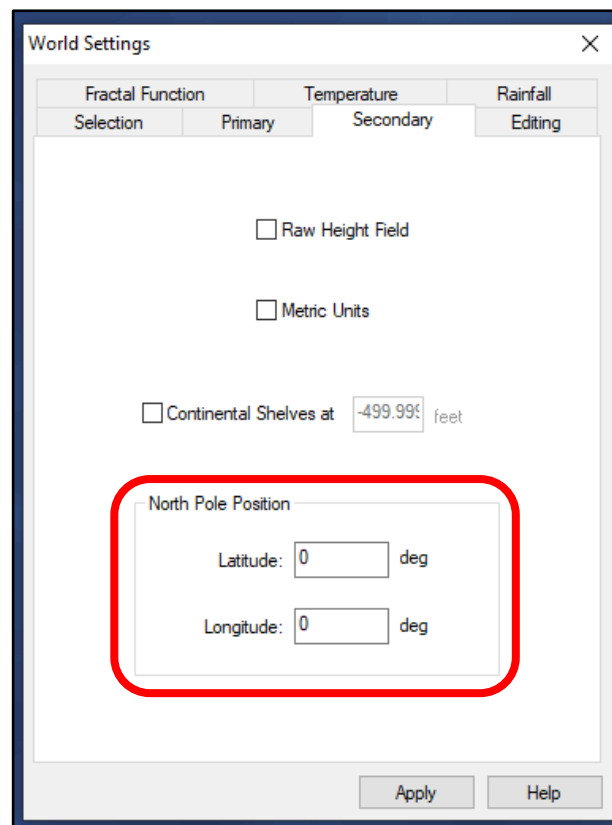 World Settings
Fractal Function Temperature Rainfall
Selection Primary Secondary Editing
Raw Height Field
Metric Units
Continental Shelves at -499.999 feet
North Pole Position
Latitude: 0 deg
Longitude: 0 deg
Apply Help